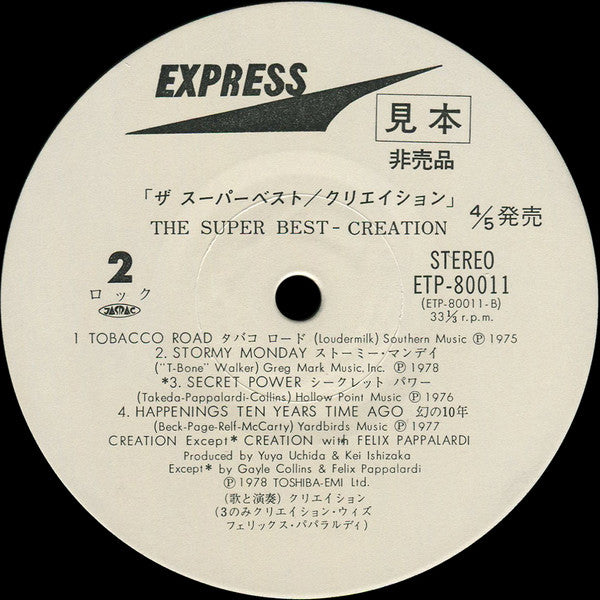 EXPRESS
見本
非売品
「ザ スーパーベスト/クリエイション」
4/5発売
THE SUPER BEST - CREATION
2
ロック
JASRAC
STEREO
ETP-80011
(ETP-80011-B)
33⅓ r.p.m.
1 TOBACCO ROAD タバコ ロード (Loudermilk) Southern Music Ⓟ 1975
2. STORMY MONDAY ストーミー・マンデイ
("T-Bone" Walker) Greg Mark Music, Inc. Ⓟ 1978
*3. SECRET POWER シークレット パワー
(Takeda-Pappalardi-Collins) Hollow Point Music Ⓟ 1976
4. HAPPENINGS TEN YEARS TIME AGO 幻の10年
(Beck-Page-Relf-McCarty) Yardbirds Music Ⓟ 1977
CREATION Except* CREATION with FELIX PAPPALARDI
Produced by Yuya Uchida & Kei Ishizaka
Except* by Gayle Collins & Felix Pappalardi
Ⓟ 1978 TOSHIBA-EMI Ltd.
(歌と演奏) クリエイション
(3のみクリエイション・ウィズ
フェリックス・パパラルディ)